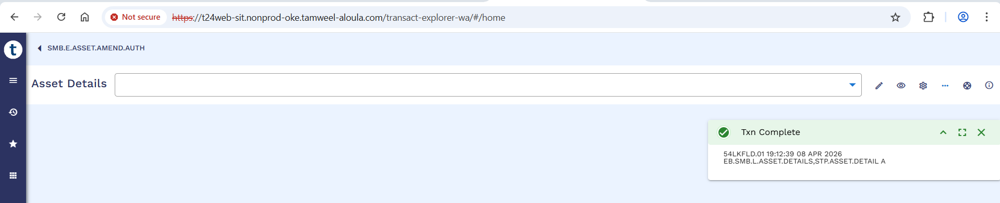 Not secure https://t24web-sit.nonprod-oke.tamweel-aloula.com/transact-explorer-wa/#/home
t
SMB.E.ASSET.AMEND.AUTH
Asset Details
Txn Complete
54LKFLD.01 19:12:39 08 APR 2026
EB.SMB.L.ASSET.DETAILS,STP.ASSET.DETAIL A